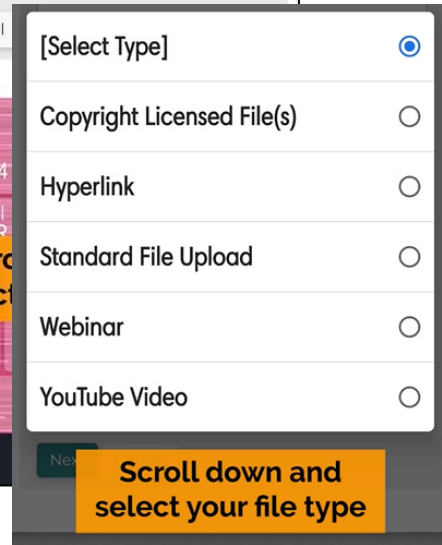 [Select Type]
Copyright Licensed File(s)
Hyperlink
Standard File Upload
Webinar
YouTube Video
Scroll down and
select your file type